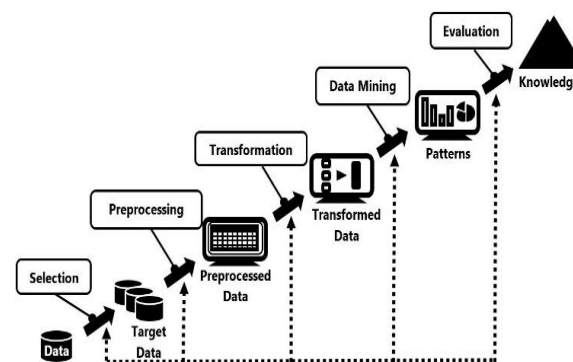 Evaluation
Knowledg
Data Mining
Patterns
Transformation
Transformed
Data
Preprocessing
Preprocessed
Data
Selection
Target
Data
Data